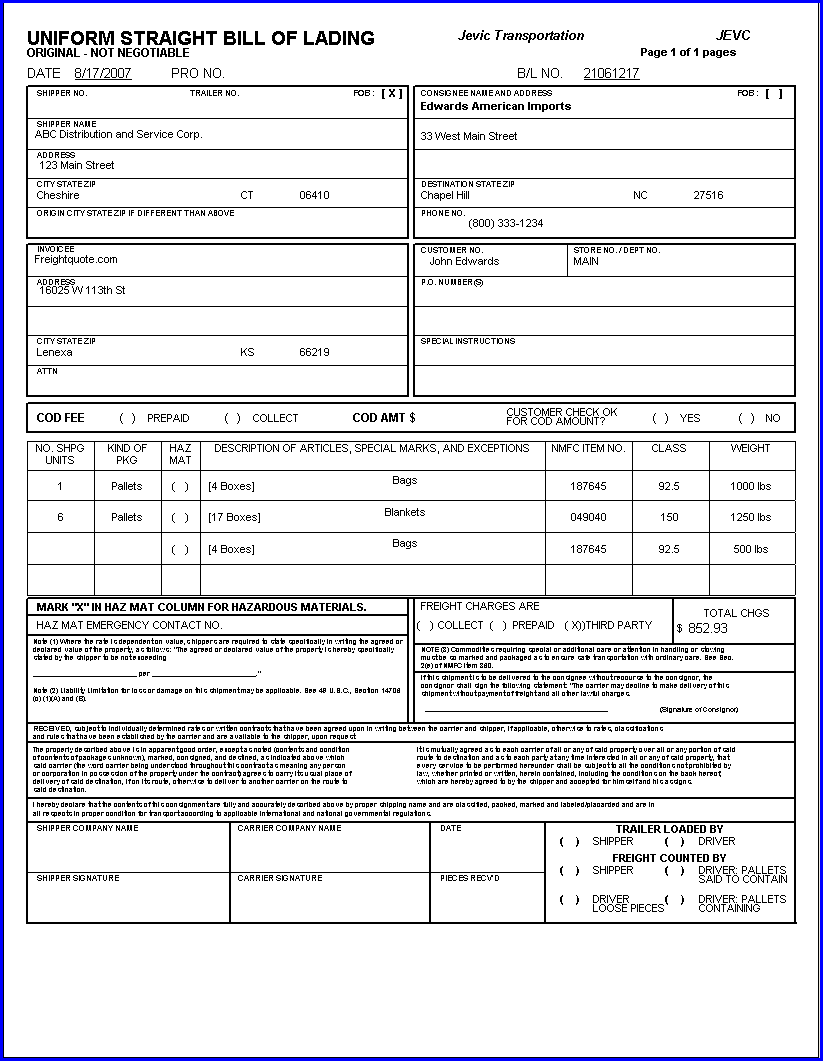 UNIFORM STRAIGHT BILL OF LADING
Jevic Transportation
JEVC
ORIGINAL - NOT NEGOTIABLE
Page 1 of 1 pages
DATE 8/17/2007 PRO NO. B/L NO. 21061217
SHIPPER NO. TRAILER NO. FOB : [ X ]
SHIPPER NAME
ABC Distribution and Service Corp.
ADDRESS
123 Main Street
CITY STATE ZIP
Cheshire CT 06410
ORIGIN CITY STATE ZIP IF DIFFERENT THAN ABOVE
CONSIGNEE NAME AND ADDRESS FOB : [ ]
Edwards American Imports
33 West Main Street
DESTINATION STATE ZIP
Chapel Hill NC 27516
PHONE NO.
(800) 333-1234
INVOICEE
Freightquote.com
ADDRESS
16025 W 113th St
CITY STATE ZIP
Lenexa KS 66219
ATTN
CUSTOMER NO. STORE NO. / DEPT NO.
John Edwards MAIN
P.O. NUMBER(S)
SPECIAL INSTRUCTIONS
COD FEE ( ) PREPAID ( ) COLLECT COD AMT $ CUSTOMER CHECK OK FOR COD AMOUNT? ( ) YES ( ) NO
NO. SHPG UNITS KIND OF PKG HAZ MAT DESCRIPTION OF ARTICLES, SPECIAL MARKS, AND EXCEPTIONS NMFC ITEM NO. CLASS WEIGHT
1 Pallets ( ) [4 Boxes] Bags 187645 92.5 1000 lbs
6 Pallets ( ) [17 Boxes] Blankets 049040 150 1250 lbs
( ) [4 Boxes] Bags 187645 92.5 500 lbs
MARK "X" IN HAZ MAT COLUMN FOR HAZARDOUS MATERIALS.
HAZ MAT EMERGENCY CONTACT NO.
Note (1) Where the rate is dependent on value, shippers are required to state specifically in writing the agreed or
declared value of the property, as follows: "The agreed or declared value of the property is hereby specifically
stated by the shipper to be not exceeding
____________ per ____________."
Note (2) Liability Limitation for loss or damage on this shipment may be applicable. See 49 U.S.C., Section 14706
(c) (1)(A) and (B).
FREIGHT CHARGES ARE
( ) COLLECT ( ) PREPAID ( X))THIRD PARTY
TOTAL CHGS
$ 852.93
NOTE (3) Commodities requiring special or additional care or attention in handling or stowing
must be so marked and packaged as to ensure safe transportation with ordinary care. See Sec.
2(e) of NMFC Item 360.
If this shipment is to be delivered to the consignee without recourse to the consignor, the
consignor shall sign the following statement: "The carrier may decline to make delivery of this
shipment without payment of freight and all other lawful charges.
(Signature of Consignor)
RECEIVED, subject to individually determined rates or written contracts that have been agreed upon in writing between the carrier and shipper, if applicable, otherwise to rates, classifications
and rules that have been established by the carrier and are available to the shipper, upon request
The property described above is in apparent good order, except as noted (contents and condition
of contents of packages unknown), marked, consigned, and destined, as indicated above which
said carrier (the word carrier being understood throughout this contract as meaning any person
or corporation in possession of the property under the contract) agrees to carry its usual place of
delivery of said destination, if on its route, otherwise to deliver to another carrier on the route to
said destination.
It is mutually agreed as to each carrier of all or any of said property over all or any portion of said
route to destination and as to each party at any time interested in all or any of said property, that
every service to be performed hereunder shall be subject to all the condition not prohibited by
law, whether printed or written, herein contained, including the conditions on the back hereof,
which are hereby agreed to by the shipper and accepted for himself and his assigns.
I hereby declare that the contents of this consignment are fully and accurately described above by proper shipping name and are classified, packed, marked and labeled/placarded and are in
all respects in proper condition for transport according to applicable international and national governmental regulations.
SHIPPER COMPANY NAME CARRIER COMPANY NAME DATE
SHIPPER SIGNATURE CARRIER SIGNATURE PIECES RECV'D
TRAILER LOADED BY
( ) SHIPPER ( ) DRIVER
FREIGHT COUNTED BY
( ) SHIPPER ( ) DRIVER: PALLETS SAID TO CONTAIN
( ) DRIVER LOOSE PIECES ( ) DRIVER: PALLETS CONTAINING